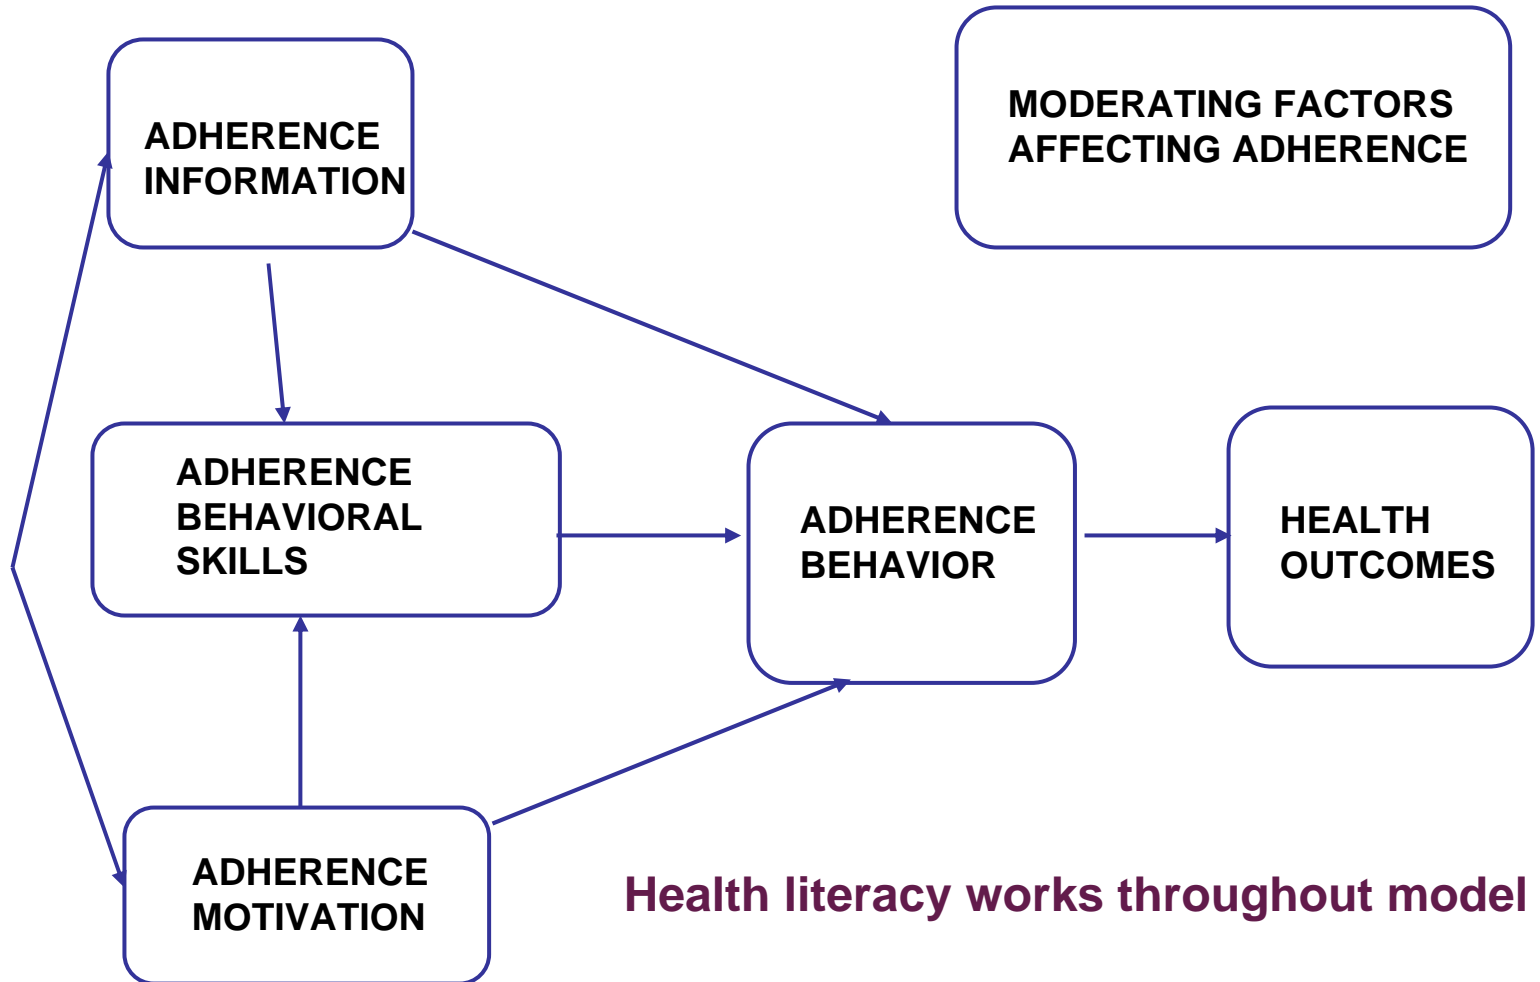 ADHERENCE
INFORMATION
MODERATING FACTORS
AFFECTING ADHERENCE
ADHERENCE
BEHAVIORAL
SKILLS
ADHERENCE
BEHAVIOR
HEALTH
OUTCOMES
ADHERENCE
MOTIVATION
Health literacy works throughout model